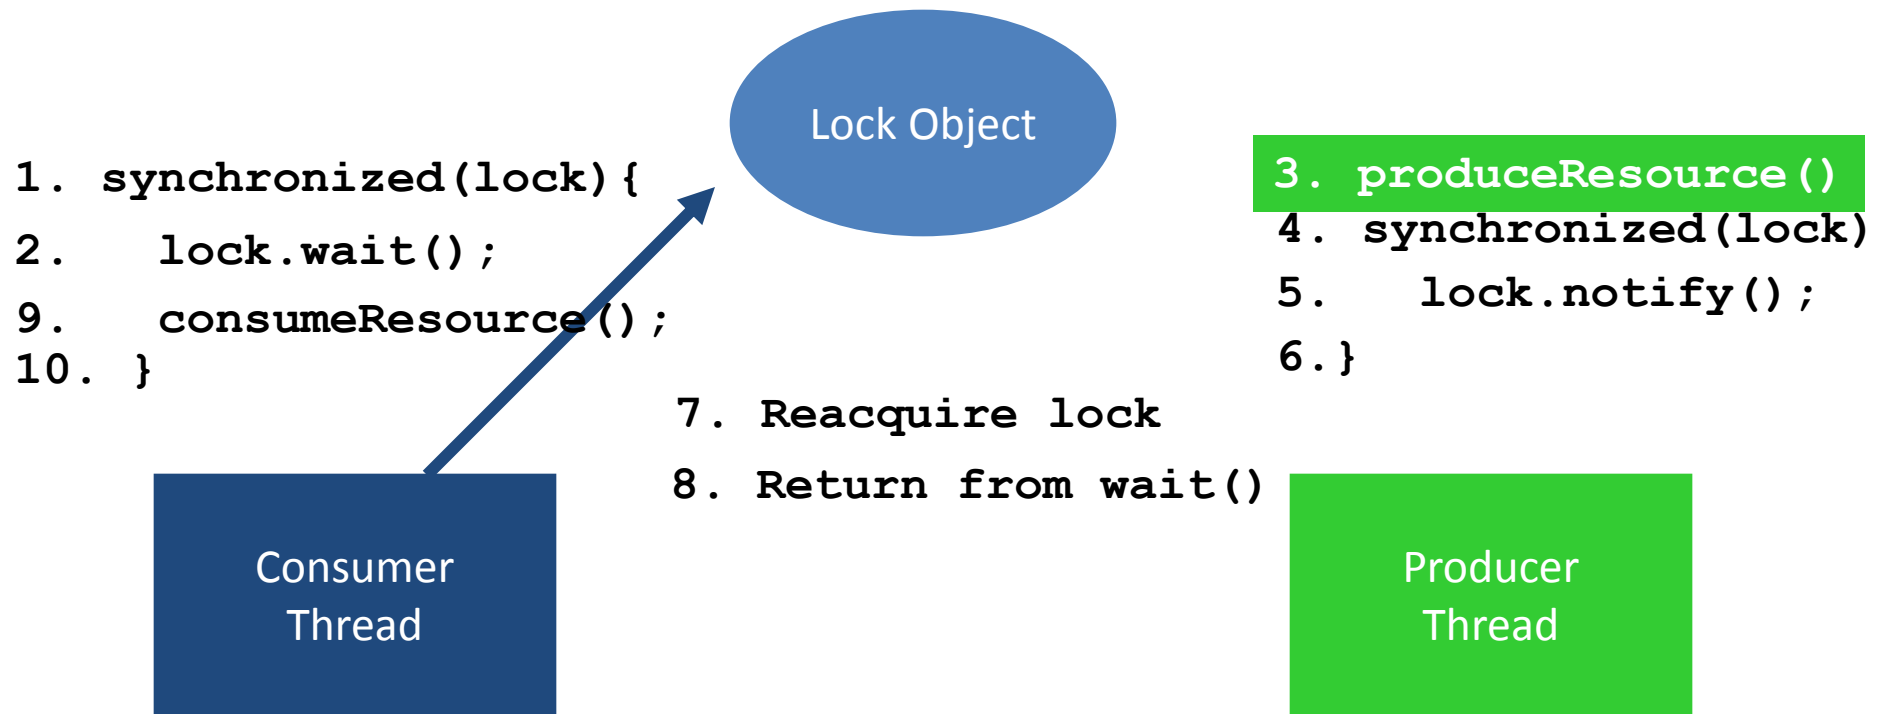 Lock Object
1. synchronized(lock){
2. lock.wait();
9. consumeResource();
10. }
3. produceResource()
4. synchronized(lock)
5. lock.notify();
6.}
7. Reacquire lock
8. Return from wait()
Consumer
Thread
Producer
Thread